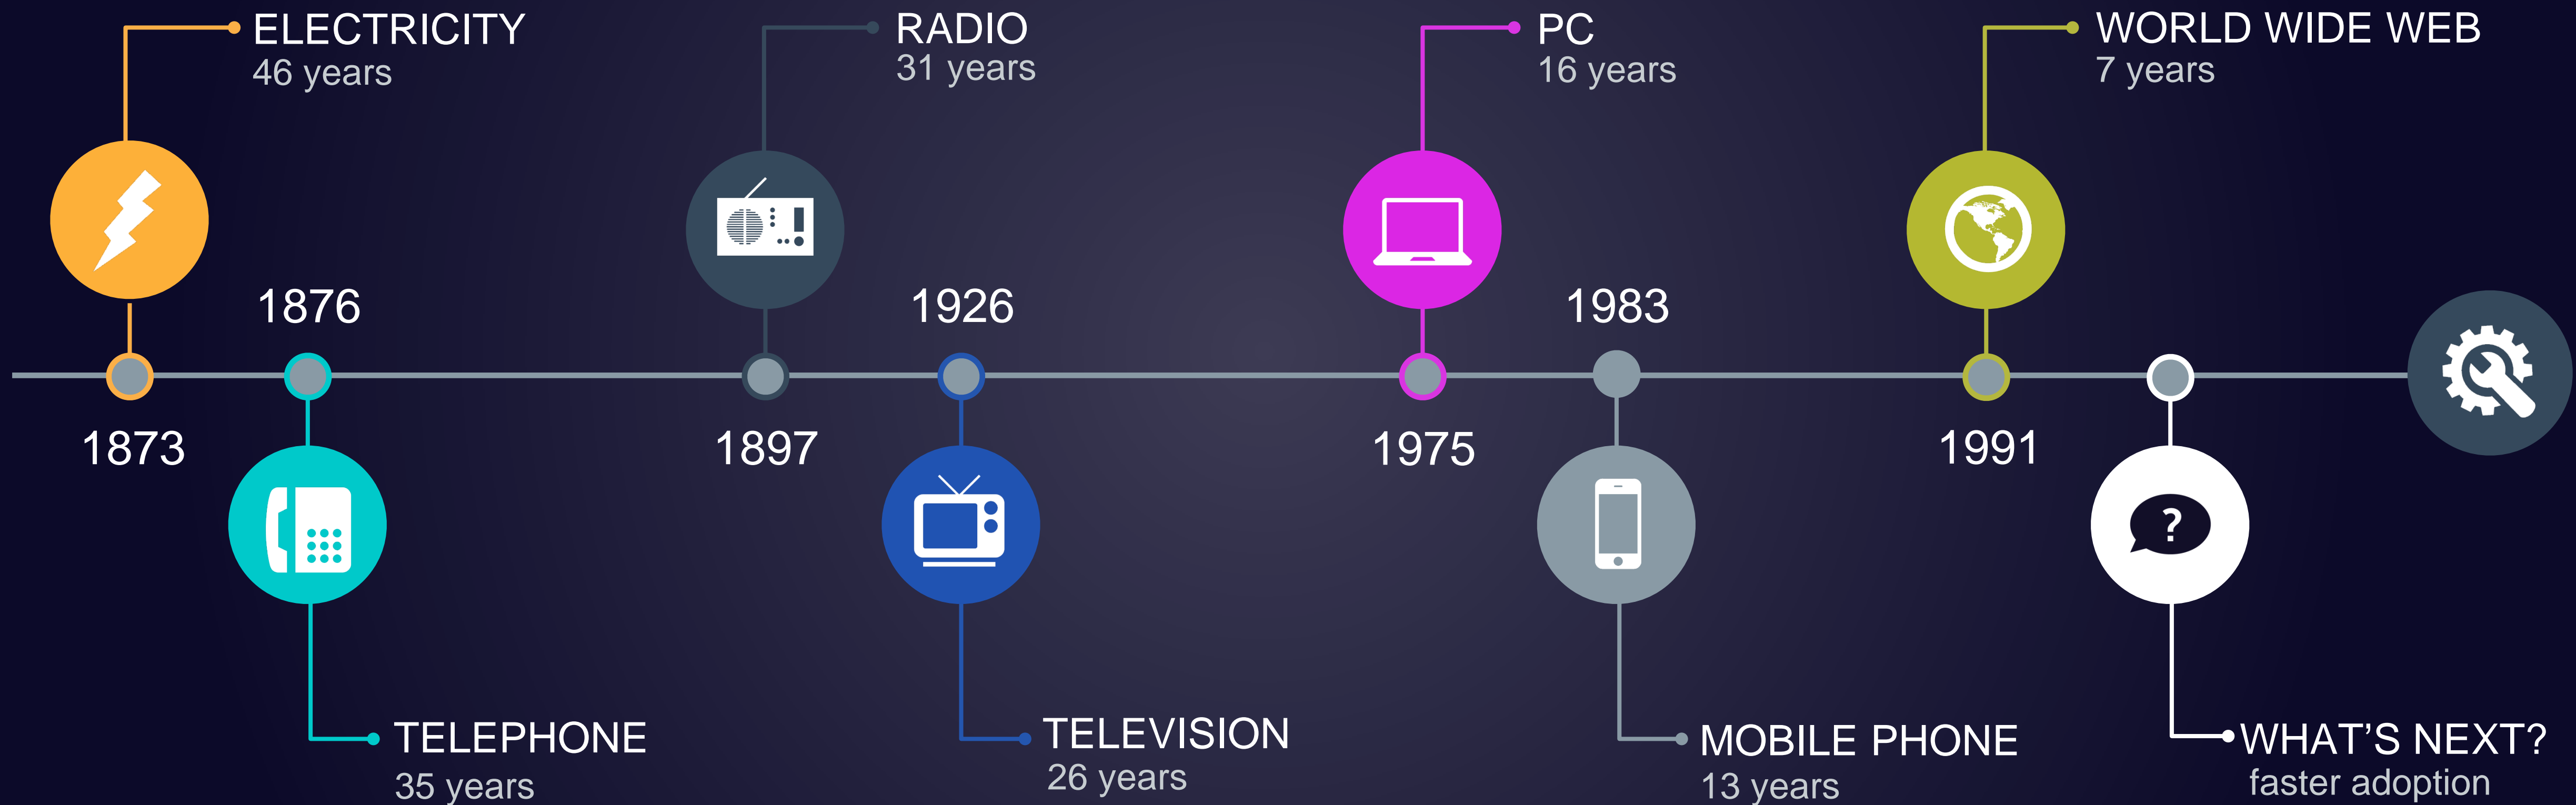 ELECTRICITY
46 years
RADIO
31 years
PC
16 years
WORLD WIDE WEB
7 years
1876
1926
1983
1873
1897
1975
1991
?
TELEPHONE
35 years
TELEVISION
26 years
MOBILE PHONE
13 years
WHAT'S NEXT?
faster adoption